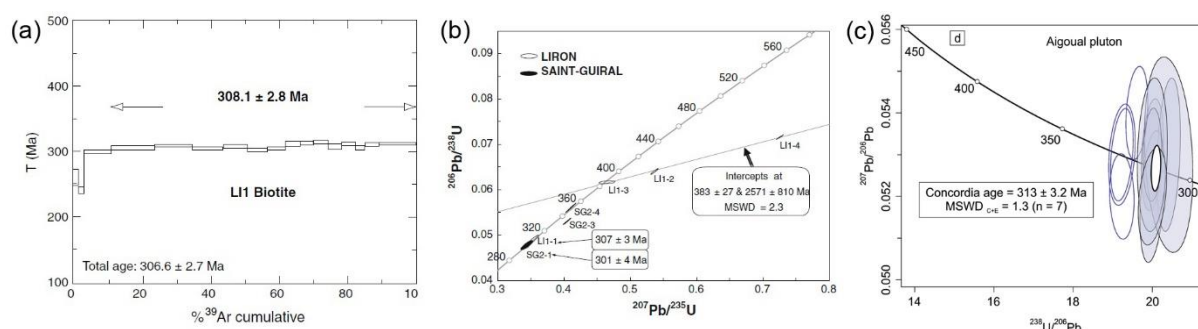 (a)
500
400
300
200
100
T (Ma)
308.1 ± 2.8 Ma
LI1 Biotite
Total age: 306.6 ± 2.7 Ma
0 20 40 60 80 100
% ³⁹Ar cumulative
(b)
0.09
0.08
0.07
0.06
0.05
0.04
²⁰⁶Pb/²³⁸U
LIRON
SAINT-GUIRAL
560
520
480
440
400
360
320
280
LI1-4
LI1-2
LI1-3
SG2-4
SG2-3
LI1-1
SG2-1
Intercepts at
383 ± 27 & 2571 ± 810 Ma
MSWD = 2.3
307 ± 3 Ma
301 ± 4 Ma
0.3 0.4 0.5 0.6 0.7 0.8
²⁰⁷Pb/²³⁵U
(c)
d
Aigoual pluton
0.056
0.054
0.052
0.050
²⁰⁷Pb/²⁰⁶Pb
450
400
350
300
Concordia age = 313 ± 3.2 Ma
MSWD C+E = 1.3 (n = 7)
14 16 18 20
²³⁸U/²⁰⁶Pb